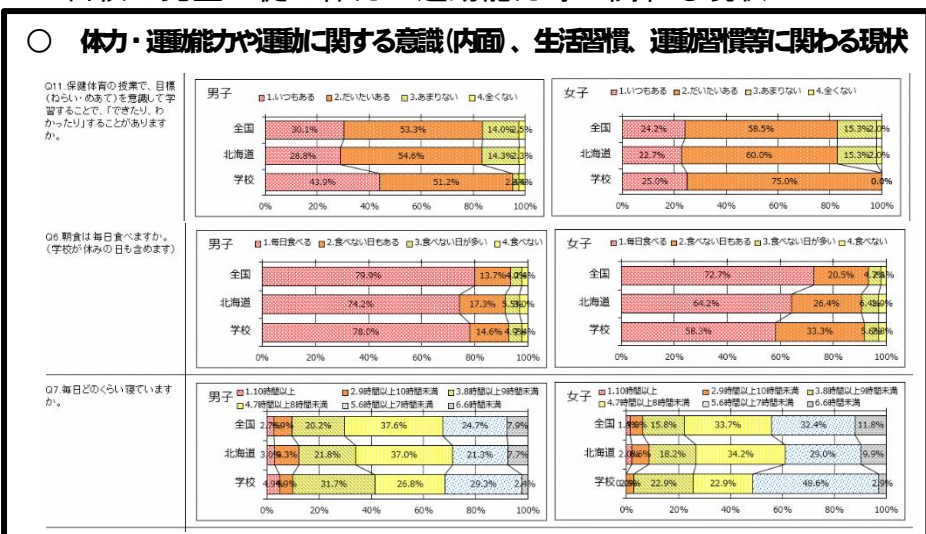 ○ 体力・運動能力や運動に関する意識(内面)、生活習慣、運動習慣等に関わる現状
Q11.保健体育の授業で、目標
(ねらい・めあて)を意識して学
習することで、「できたり、わ
かったり」することがあります
か。
男子 1.いつもある 2.だいたいある 3.あまりない 4.全くない
全国 30.1% 53.3% 14.0% 2.5%
北海道 28.8% 54.6% 14.3% 2.3%
学校 43.9% 51.2%
0% 20% 40% 60% 80% 100%
女子 1.いつもある 2.だいたいある 3.あまりない 4.全くない
全国 24.2% 58.5% 15.3% 2.0%
北海道 22.7% 60.0% 15.3% 2.0%
学校 25.0% 75.0% 0.0%
0% 20% 40% 60% 80% 100%
Q6.朝食は毎日食べますか。
(学校が休みの日も含めます)
男子 1.毎日食べる 2.食べない日もある 3.食べない日が多い 4.食べない
全国 79.9% 13.7%
北海道 74.2% 17.3%
学校 78.0% 14.6%
0% 20% 40% 60% 80% 100%
女子 1.毎日食べる 2.食べない日もある 3.食べない日が多い 4.食べない
全国 72.7% 20.5%
北海道 64.2% 26.4%
学校 58.3% 33.3%
0% 20% 40% 60% 80% 100%
Q7.毎日どのくらい寝ています
か。
男子 1.10時間以上 2.9時間以上10時間未満 3.8時間以上9時間未満
4.7時間以上8時間未満 5.6時間以上7時間未満 6.6時間未満
全国 20.2% 37.6% 24.7% 7.9%
北海道 21.8% 37.0% 21.3% 7.7%
学校 31.7% 26.8% 29.3% 2.4%
0% 20% 40% 60% 80% 100%
女子 1.10時間以上 2.9時間以上10時間未満 3.8時間以上9時間未満
4.7時間以上8時間未満 5.6時間以上7時間未満 6.6時間未満
全国 15.8% 33.7% 32.4% 11.8%
北海道 18.2% 34.2% 29.0% 9.9%
学校 22.9% 22.9% 48.6% 2.9%
0% 20% 40% 60% 80% 100%